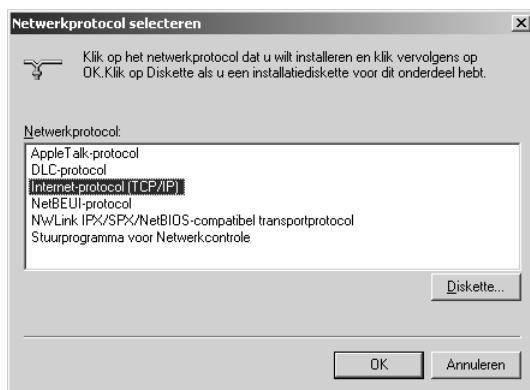 Netwerkprotocol selecteren
Klik op het netwerkprotocol dat u wilt installeren en klik vervolgens op
OK.Klik op Diskette als u een installatiediskette voor dit onderdeel hebt.
Netwerkprotocol:
AppleTalk-protocol
DLC-protocol
Internet-protocol (TCP/IP)
NetBEUI-protocol
NWLink IPX/SPX/NetBIOS-compatibel transportprotocol
Stuurprogramma voor Netwerkcontrole
Diskette...
OK
Annuleren